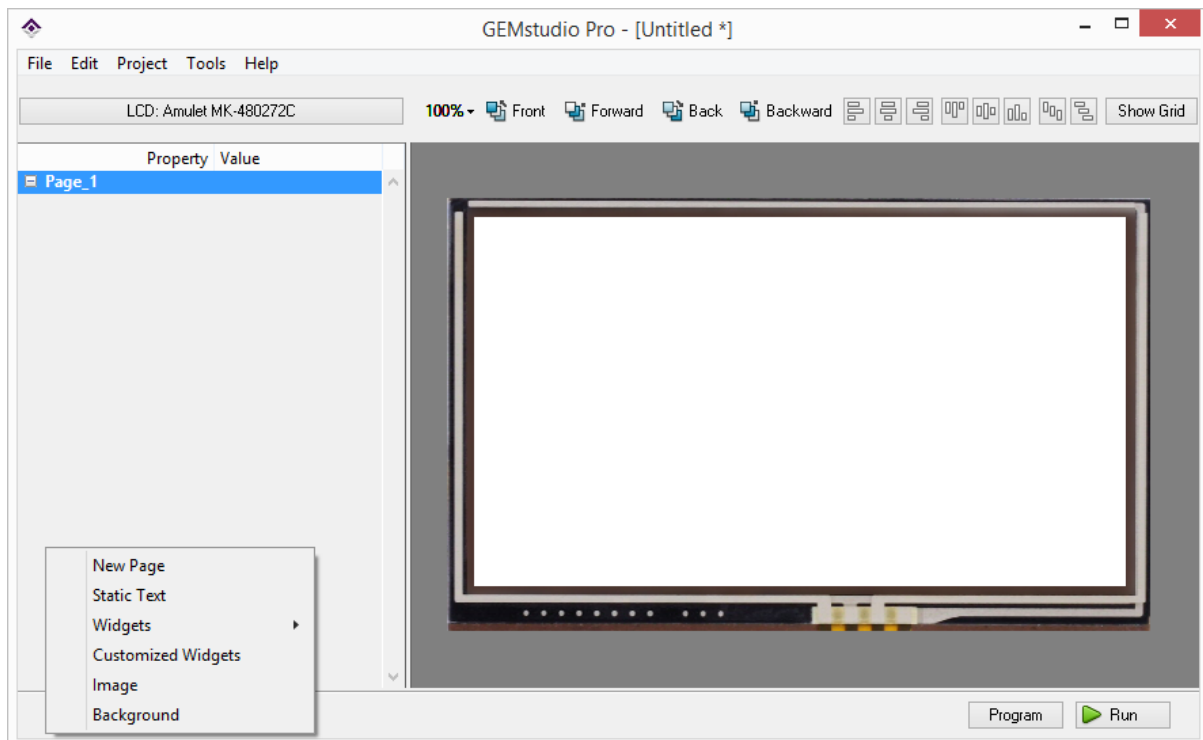 GEMstudio Pro - [Untitled *]
File Edit Project Tools Help
LCD: Amulet MK-480272C 100% Front Forward Back Backward Show Grid
Property Value
Page_1
New Page
Static Text
Widgets
Customized Widgets
Image
Background
Program Run